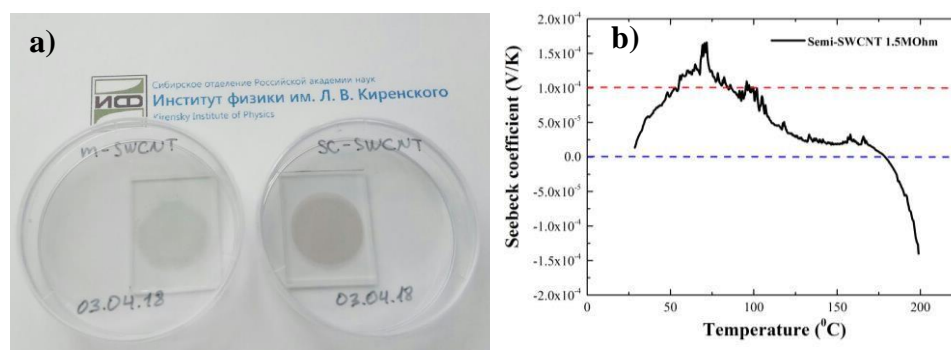 a)
ИФ
Сибирское отделение Российской академии наук
Институт физики им. Л. В. Киренского
Kirensky Institute of Physics
m-SWCNT
SC-SWCNT
03.04.18
03.04.18
b)
Semi-SWCNT 1.5MOhm
Seebeck coefficient (V/K)
2.0x10⁻⁴
1.5x10⁻⁴
1.0x10⁻⁴
5.0x10⁻⁵
0.0
-5.0x10⁻⁵
-1.0x10⁻⁴
-1.5x10⁻⁴
-2.0x10⁻⁴
0
50
100
150
200
Temperature (⁰C)